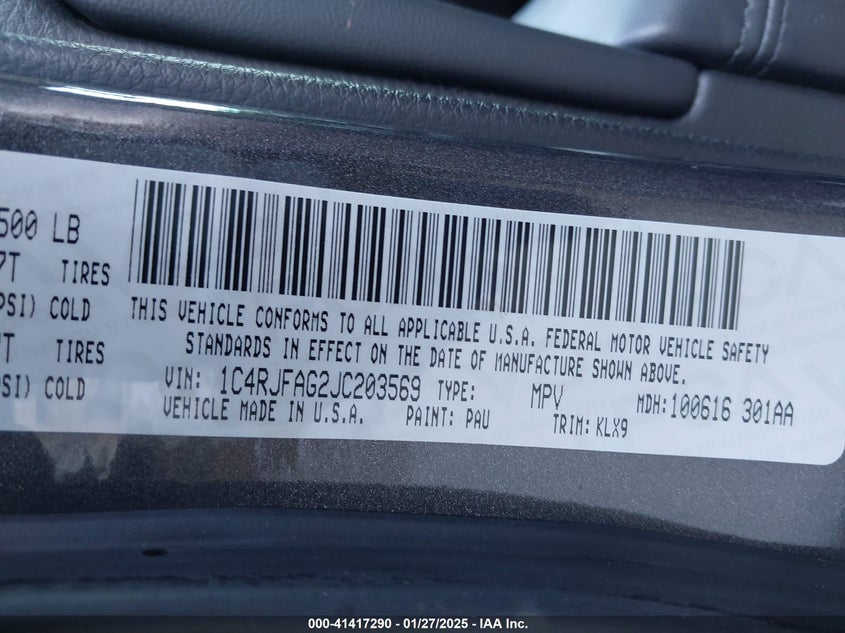 500 LB
7T TIRES
PSI) COLD
T TIRES
PSI) COLD
THIS VEHICLE CONFORMS TO ALL APPLICABLE U.S.A. FEDERAL MOTOR VEHICLE SAFETY
STANDARDS IN EFFECT ON THE DATE OF MANUFACTURE SHOWN ABOVE.
VIN: 1C4RJFAG2JC203569 TYPE: MPV MDH:100616 301AA
VEHICLE MADE IN U.S.A. PAINT: PAU TRIM: KLX9
000-41417290 - 01/27/2025 - IAA Inc.